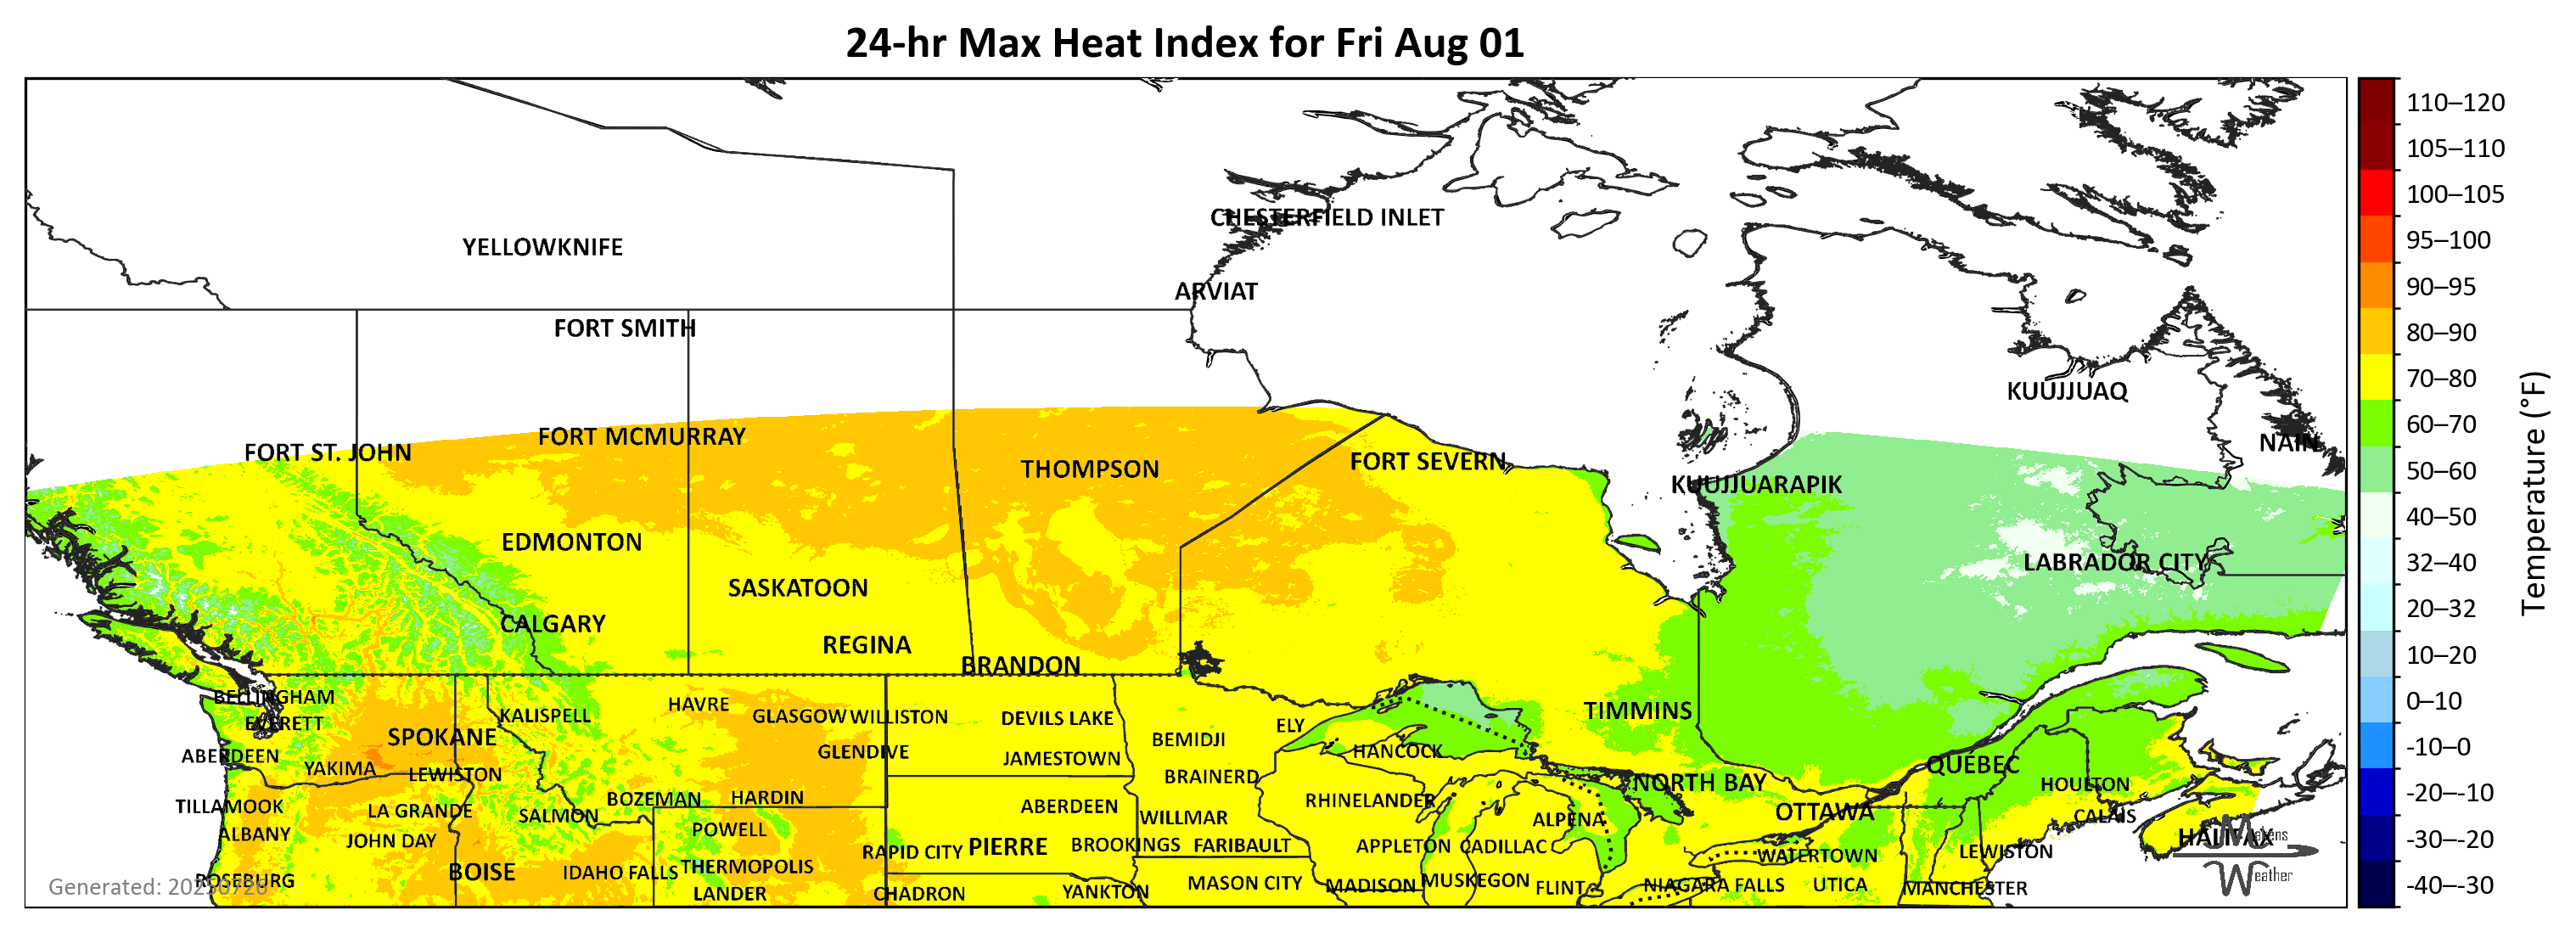 24-hr Max Heat Index for Fri Aug 01
110–120
105–110
CHESTERFIELD INLET
100–105
YELLOWKNIFE
95–100
ARVIAT
90–95
FORT SMITH
80–90
70–80
KUUJJUAQ
60–70
FORT MCMURRAY
NAIN
FORT ST. JOHN
FORT SEVERN
THOMPSON
50–60
KUUJJUARAPIK
40–50
EDMONTON
LABRADOR CITY
32–40
Temperature (°F)
SASKATOON
20–32
CALGARY
REGINA
10–20
BRANDON
BELLINGHAM
0–10
HAVRE
TIMMINS
KALISPELL
GLASGOW WILLISTON
DEVILS LAKE
EVERETT
ELY
SPOKANE
BEMIDJI
-10–0
HANCOCK
GLENDIVE
ABERDEEN
JAMESTOWN
QUÉBEC
YAKIMA
LEWISTON
BRAINERD
NORTH BAY
HOULTON
-20–-10
BOZEMAN
HARDIN
RHINELANDER
TILLAMOOK
ABERDEEN
LA GRANDE
OTTAWA
SALMON
CALAIS
WILLMAR
ALPENA
POWELL
ALBANY
HALIFAX
Makens
-30–-20
JOHN DAY
BROOKINGS
FARIBAULT
APPLETON
CADILLAC
PIERRE
RAPID CITY
LEWISTON
WATERTOWN
THERMOPOLIS
BOISE
IDAHO FALLS
Weather
ROSEBURG
MUSKEGON
MASON CITY
MADISON
NIAGARA FALLS
UTICA
-40–-30
Generated: 20250726
FLINT
MANCHESTER
YANKTON
LANDER
CHADRON